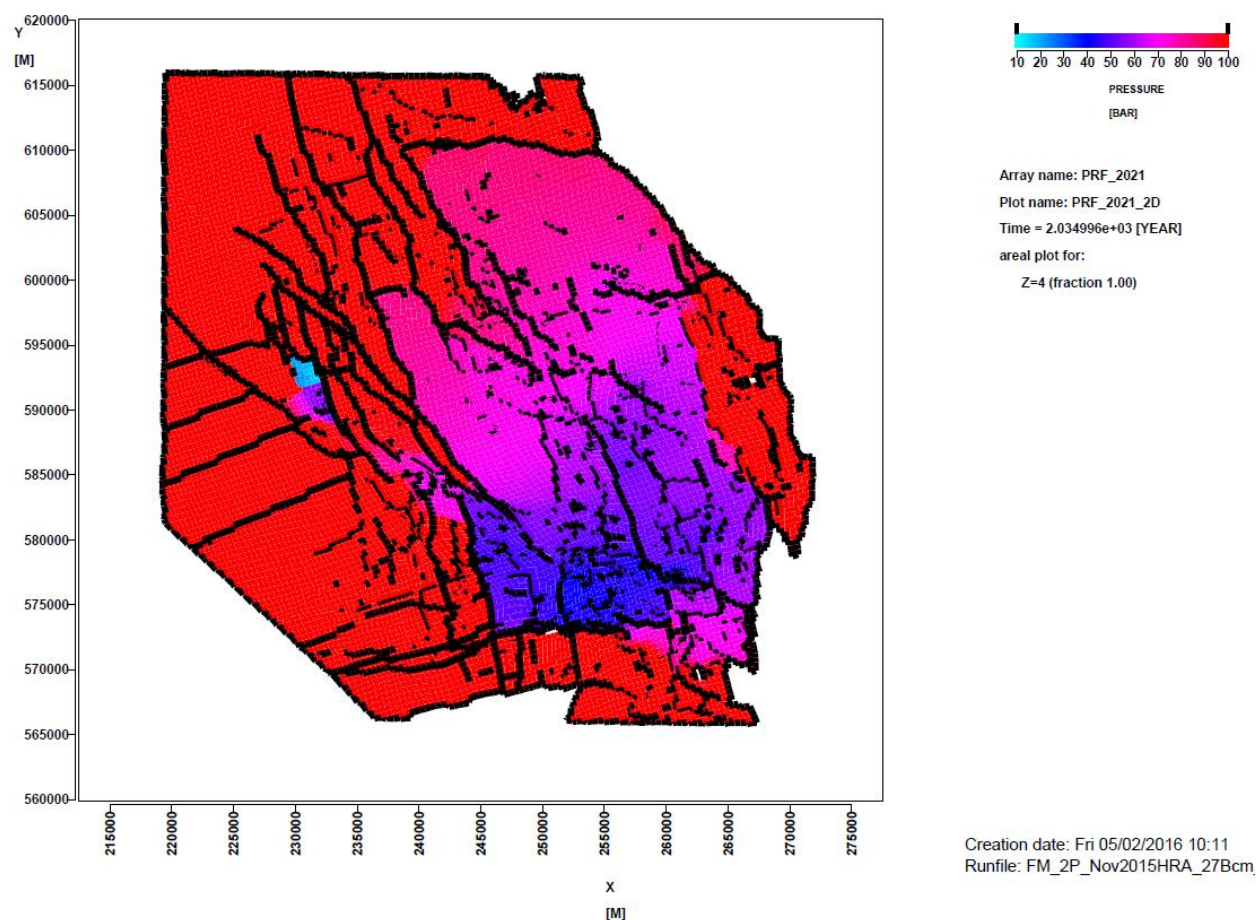 Y
[M]
620000
615000
610000
605000
600000
595000
590000
585000
580000
575000
570000
565000
560000
215000
220000
225000
230000
235000
240000
245000
250000
255000
260000
265000
270000
275000
X
[M]
10 20 30 40 50 60 70 80 90 100
PRESSURE
[BAR]
Array name: PRF_2021
Plot name: PRF_2021_2D
Time = 2.034996e+03 [YEAR]
areal plot for:
Z=4 (fraction 1.00)
Creation date: Fri 05/02/2016 10:11
Runfile: FM_2P_Nov2015HRA_27Bcm_